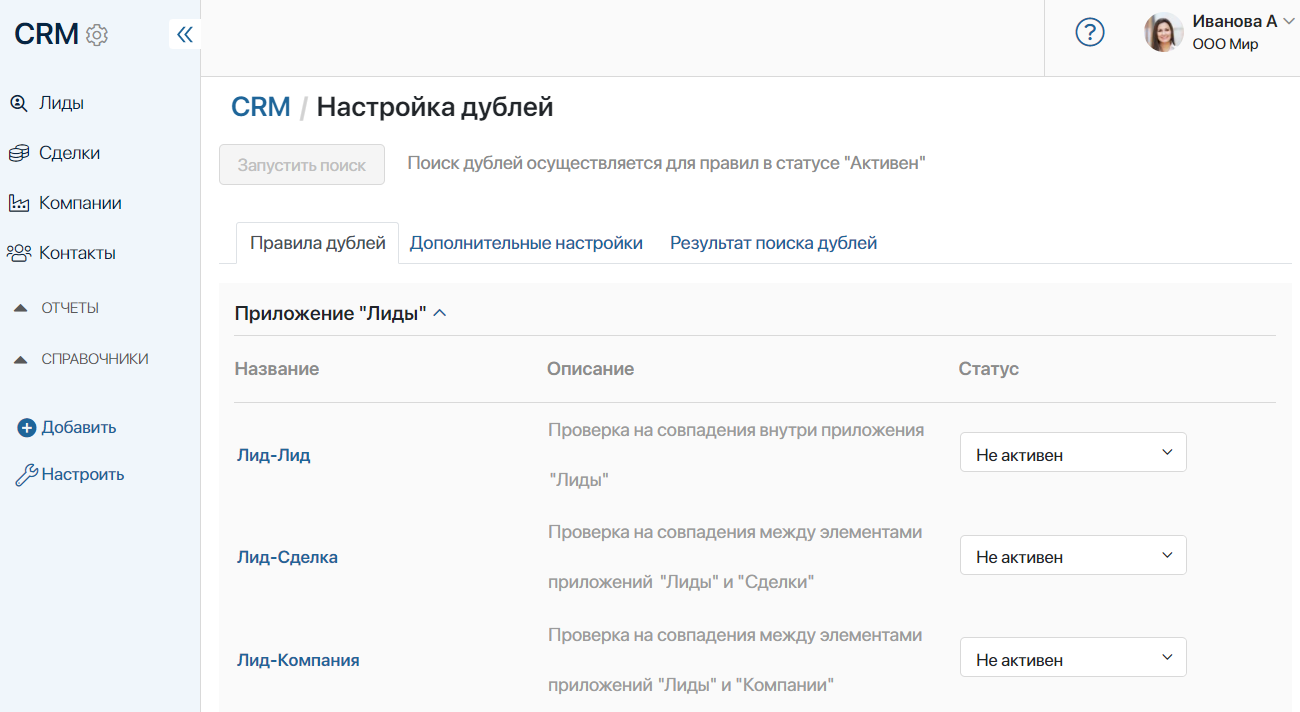 CRM
Лиды
Сделки
Компании
Контакты
ОТЧЕТЫ
СПРАВОЧНИКИ
Добавить
Настроить
?
Иванова А
ООО Мир
CRM / Настройка дублей
Запустить поиск
Поиск дублей осуществляется для правил в статусе "Активен"
Правила дублей
Дополнительные настройки
Результат поиска дублей
Приложение "Лиды"
Название
Описание
Статус
Лид-Лид
Проверка на совпадения внутри приложения
"Лиды"
Не активен
Лид-Сделка
Проверка на совпадения между элементами
приложений "Лиды" и "Сделки"
Не активен
Лид-Компания
Проверка на совпадения между элементами
приложений "Лиды" и "Компании"
Не активен